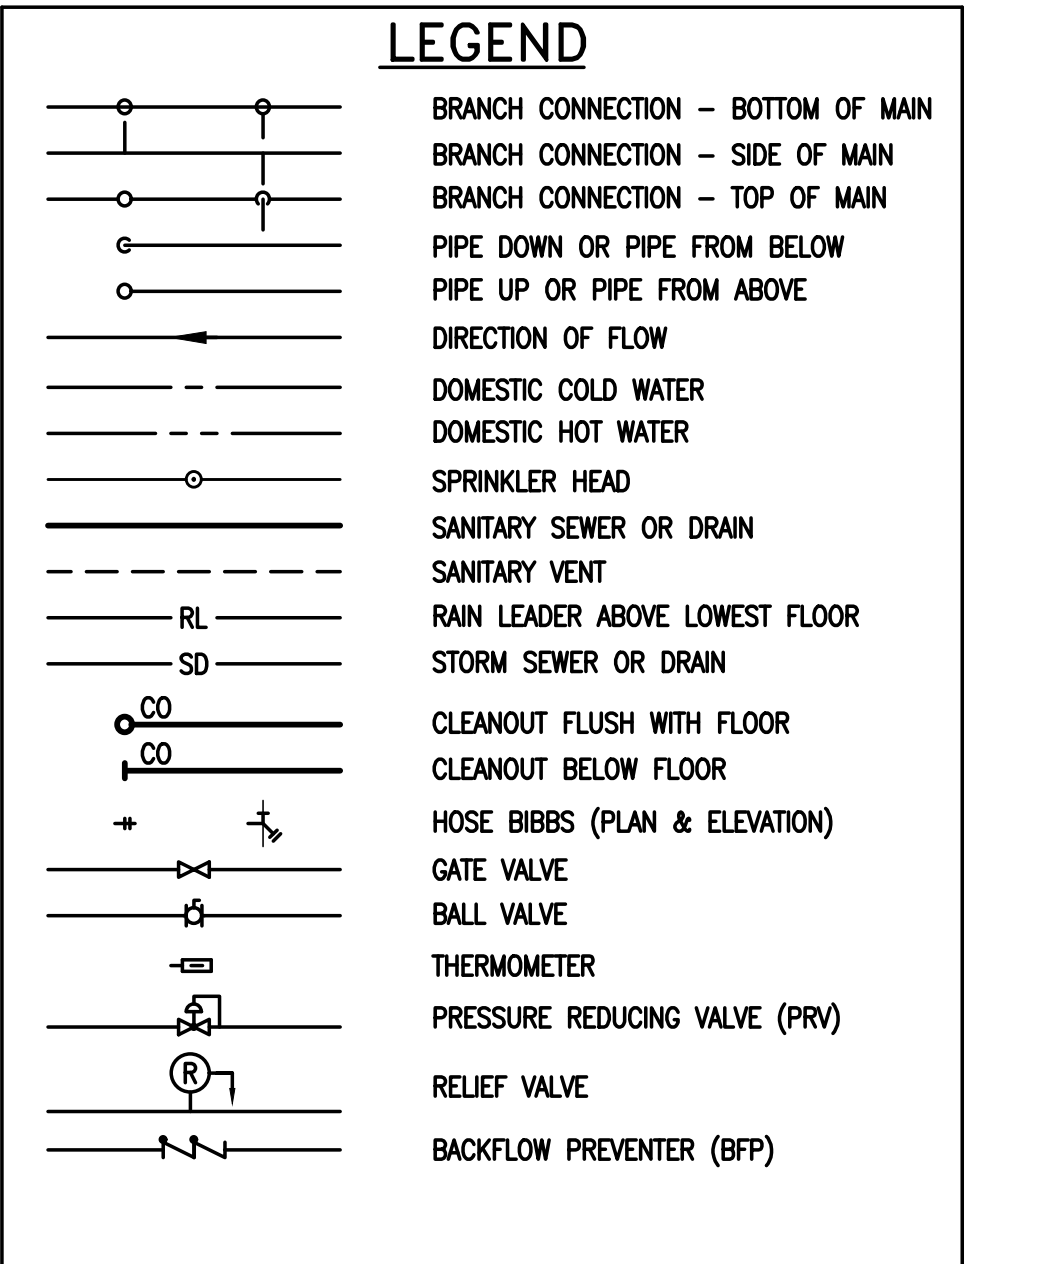 LEGEND
BRANCH CONNECTION – BOTTOM OF MAIN
BRANCH CONNECTION – SIDE OF MAIN
BRANCH CONNECTION – TOP OF MAIN
PIPE DOWN OR PIPE FROM BELOW
PIPE UP OR PIPE FROM ABOVE
DIRECTION OF FLOW
DOMESTIC COLD WATER
DOMESTIC HOT WATER
SPRINKLER HEAD
SANITARY SEWER OR DRAIN
SANITARY VENT
RL RAIN LEADER ABOVE LOWEST FLOOR
SD STORM SEWER OR DRAIN
CO CLEANOUT FLUSH WITH FLOOR
CO CLEANOUT BELOW FLOOR
HOSE BIBBS (PLAN & ELEVATION)
GATE VALVE
BALL VALVE
THERMOMETER
PRESSURE REDUCING VALVE (PRV)
R RELIEF VALVE
BACKFLOW PREVENTER (BFP)